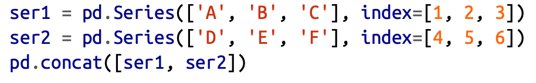 ser1 = pd.Series(['A', 'B', 'C'], index=[1, 2, 3])
ser2 = pd.Series(['D', 'E', 'F'], index=[4, 5, 6])
pd.concat([ser1, ser2])